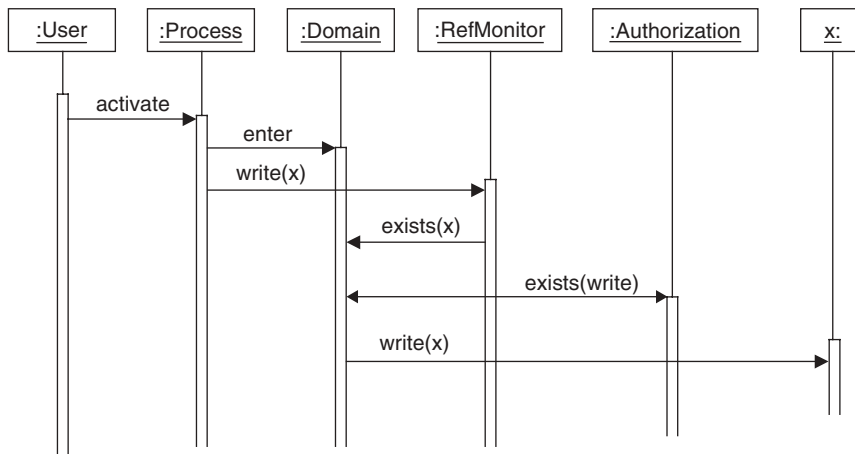 :User
:Process
:Domain
:RefMonitor
:Authorization
x:
activate
enter
write(x)
exists(x)
exists(write)
write(x)